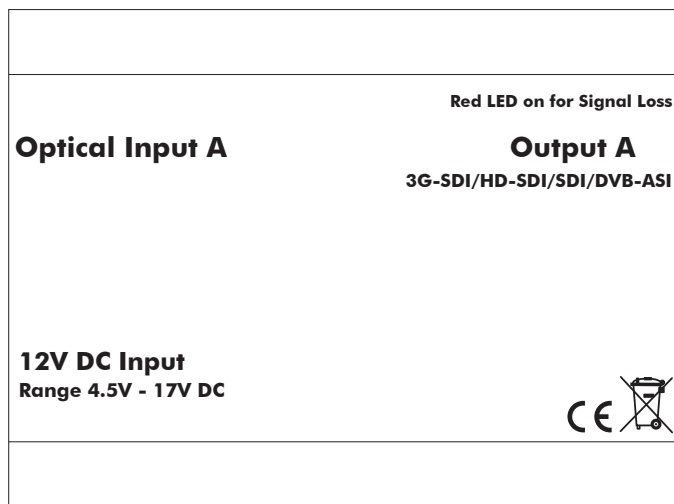 Red LED on for Signal Loss
Optical Input A
Output A
3G-SDI/HD-SDI/SDI/DVB-ASI
12V DC Input
Range 4.5V - 17V DC
CE